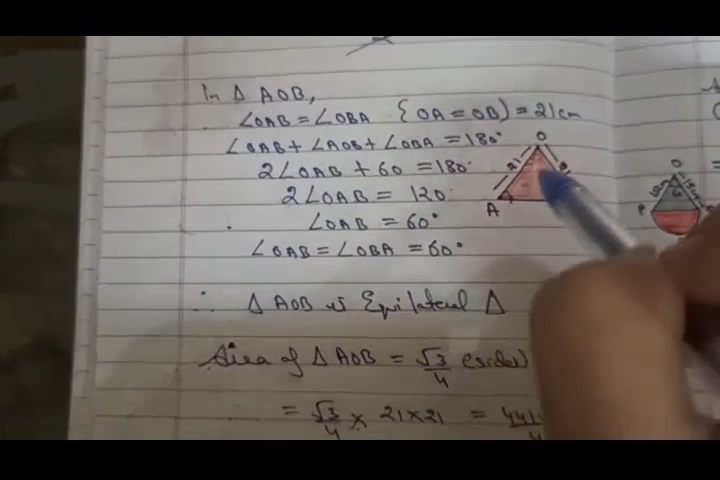 In Δ AOB,
∠OAB = ∠OBA {OA = OB) = 21cm
∠OAB + ∠AOB + ∠OBA = 180°
2∠OAB + 60 = 180°
2∠OAB = 120
∠OAB = 60°
∠OAB = ∠OBA = 60°
∴ Δ AOB is Equilateral Δ
Area of Δ AOB = √3/4 (side)
= √3/4 × 21×21 = 441
O
21
A
O
P